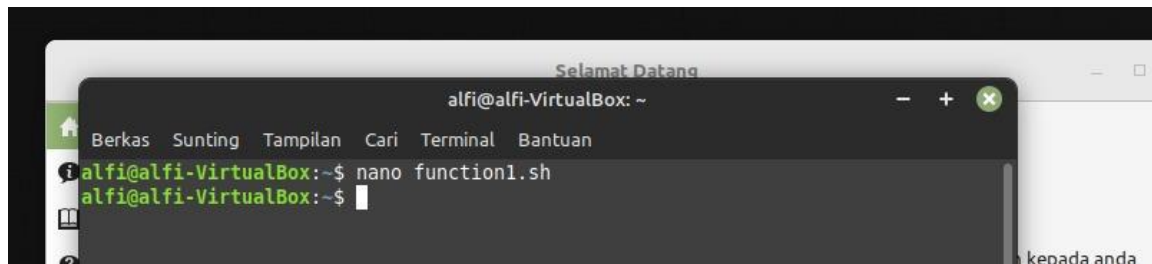 Selamat Datang
alfi@alfi-VirtualBox: ~
Berkas Sunting Tampilan Cari Terminal Bantuan
alfi@alfi-VirtualBox:~$ nano function1.sh
alfi@alfi-VirtualBox:~$
kepada anda